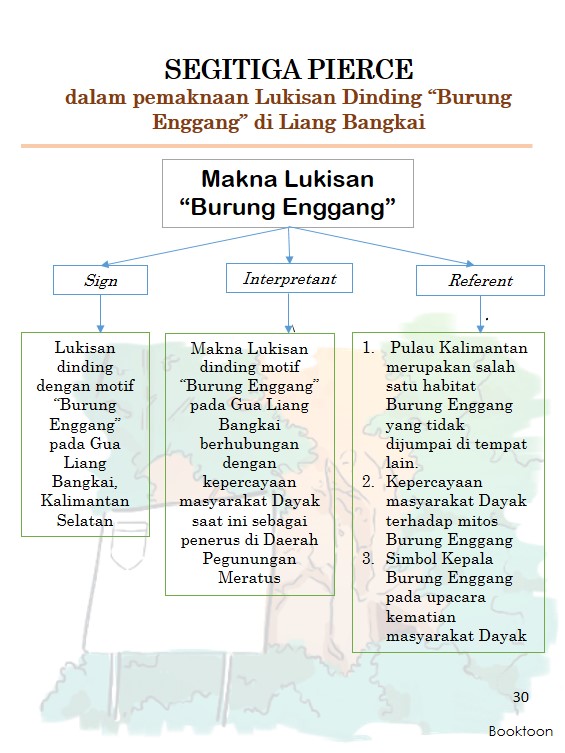 SEGITIGA PIERCE
dalam pemaknaan Lukisan Dinding “Burung
Enggang” di Liang Bangkai
Makna Lukisan
“Burung Enggang”
Sign
Interpretant
Referent
Lukisan
dinding
dengan motif
“Burung
Enggang”
pada Gua
Liang
Bangkai,
Kalimantan
Selatan
\
Makna Lukisan
dinding motif
“Burung Enggang”
pada Gua Liang
Bangkai
berhubungan
dengan
kepercayaan
masyarakat Dayak
saat ini sebagai
penerus di Daerah
Pegunungan
Meratus
.
1. Pulau Kalimantan
merupakan salah
satu habitat
Burung Enggang
yang tidak
dijumpai di tempat
lain.
2. Kepercayaan
masyarakat Dayak
terhadap mitos
Burung Enggang
3. Simbol Kepala
Burung Enggang
pada upacara
kematian
masyarakat Dayak
30
Booktoon